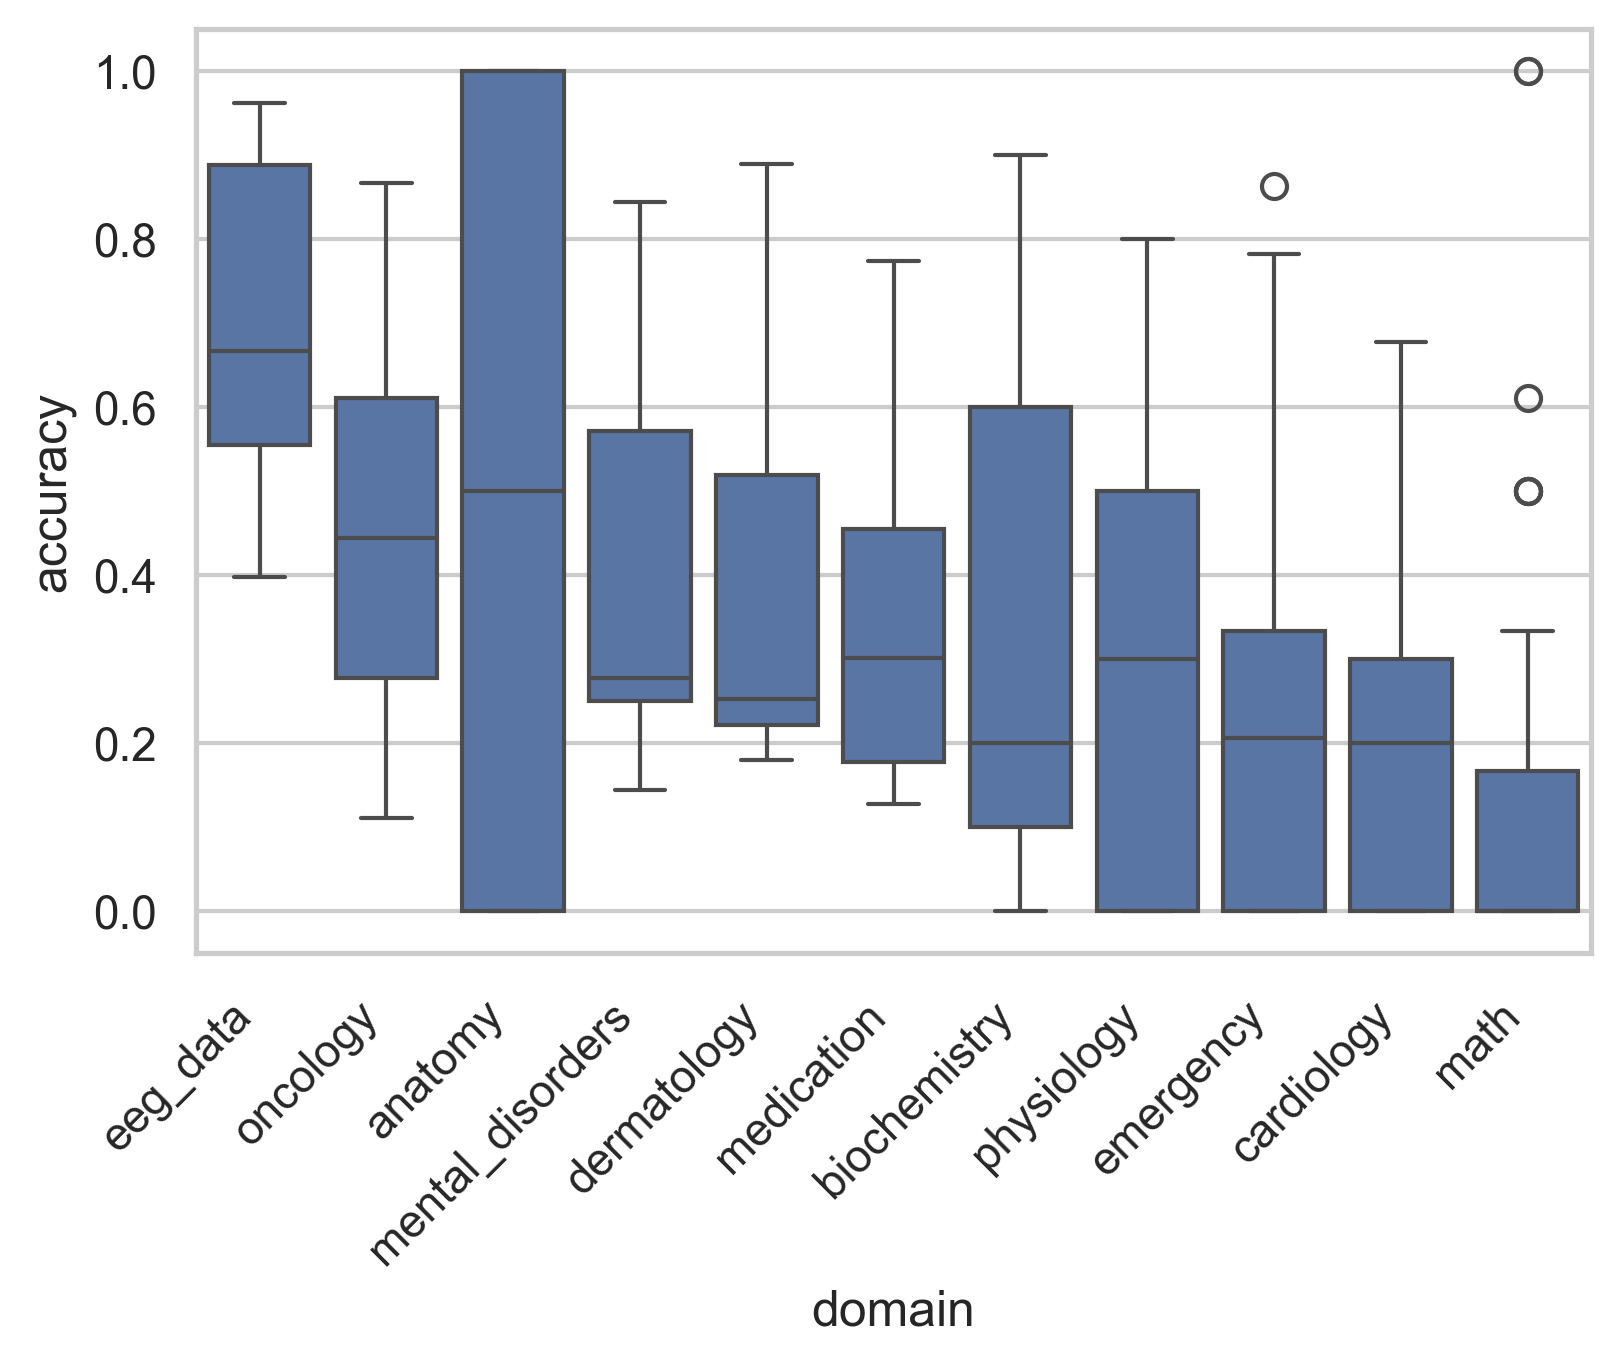 1.0
0.8
0.6
0.4
0.2
0.0
accuracy
eeg_data
oncology
anatomy
mental_disorders
dermatology
medication
biochemistry
physiology
emergency
cardiology
math
domain